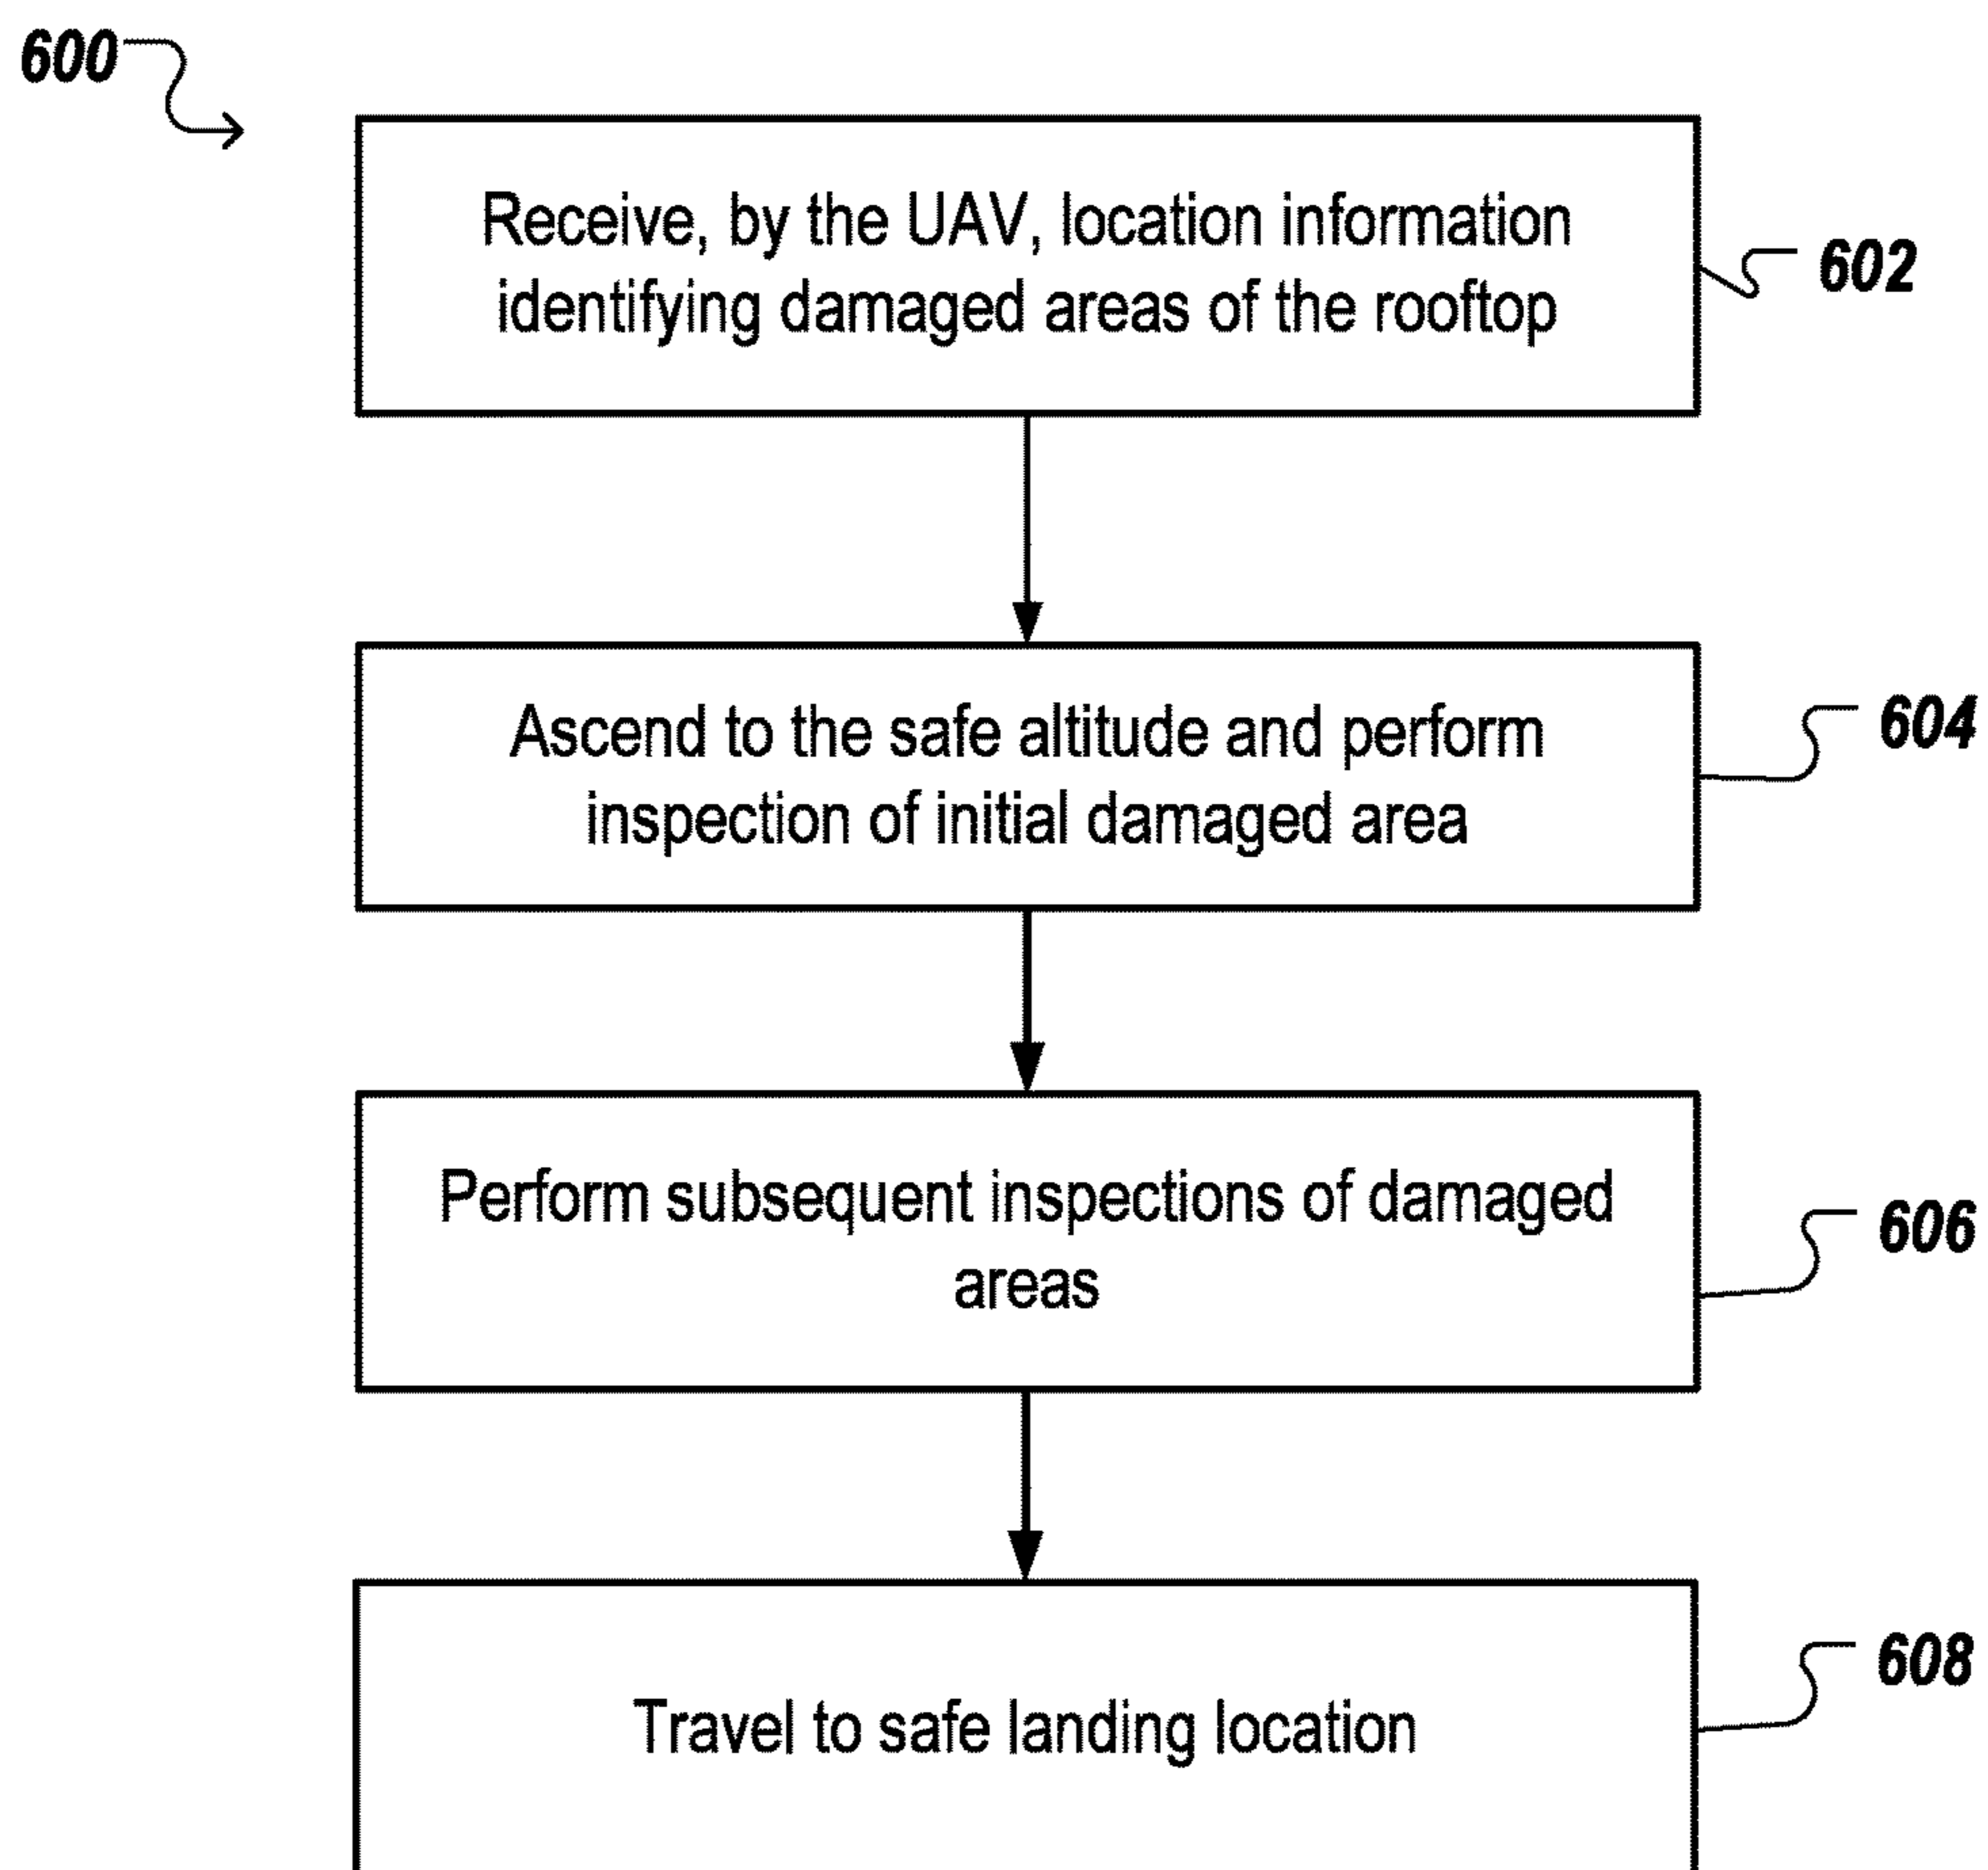 600
Receive, by the UAV, location information
identifying damaged areas of the rooftop
602
Ascend to the safe altitude and perform
inspection of initial damaged area
604
Perform subsequent inspections of damaged
areas
606
Travel to safe landing location
608